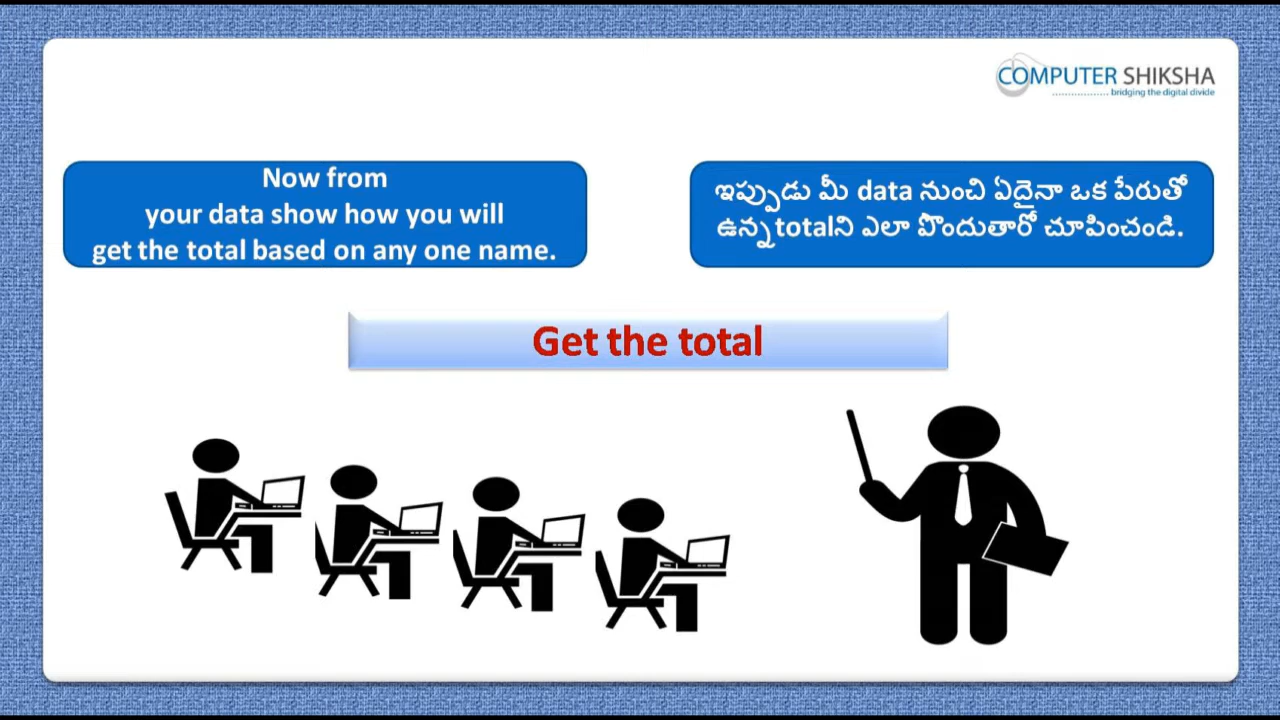 COMPUTER SHIKSHA
bridging the digital divide
Now from
your data show how you will
get the total based on any one name.
ఇప్పుడు మీ data నుంచి ఏదైనా ఒక పేరుతో
ఉన్న totalని ఎలా పొందుతారో చూపించండి.
Get the total